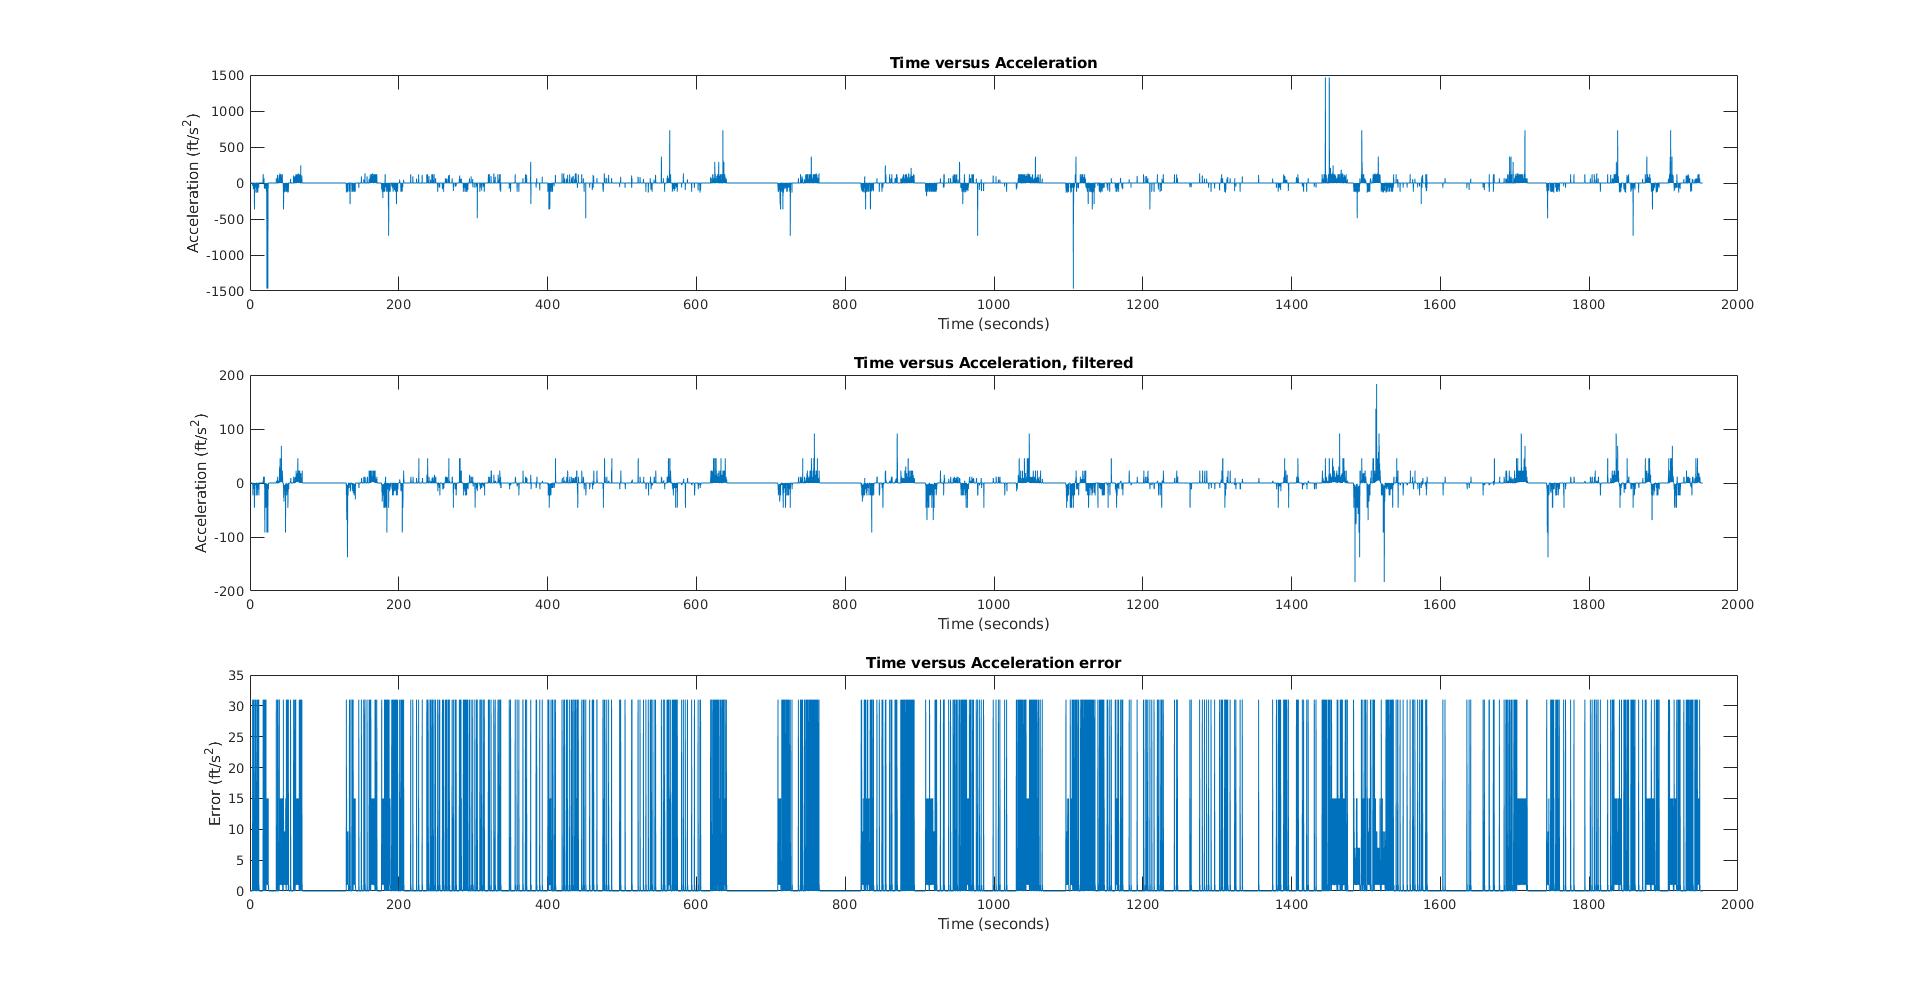 Time versus Acceleration
Acceleration (ft/s²)
1500
1000
500
0
-500
-1000
-1500
0 200 400 600 800 1000 1200 1400 1600 1800 2000
Time (seconds)
Time versus Acceleration, filtered
Acceleration (ft/s²)
200
100
0
-100
-200
0 200 400 600 800 1000 1200 1400 1600 1800 2000
Time (seconds)
Time versus Acceleration error
Error (ft/s²)
35
30
25
20
15
10
5
0
0 200 400 600 800 1000 1200 1400 1600 1800 2000
Time (seconds)